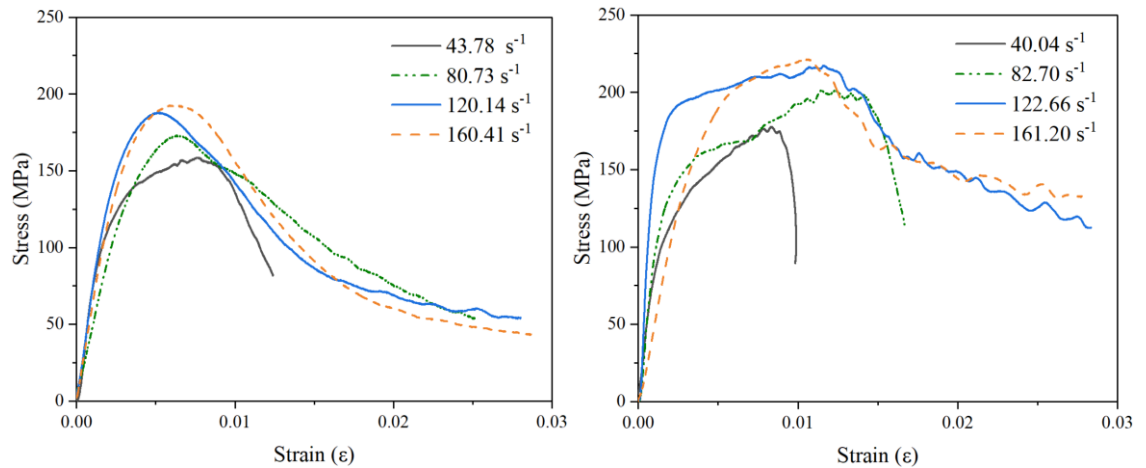 250
200
150
100
50
0
Stress (MPa)
43.78 s-1
80.73 s-1
120.14 s-1
160.41 s-1
0.00 0.01 0.02 0.03
Strain (ε)
250
200
150
100
50
0
Stress (MPa)
40.04 s-1
82.70 s-1
122.66 s-1
161.20 s-1
0.00 0.01 0.02 0.03
Strain (ε)